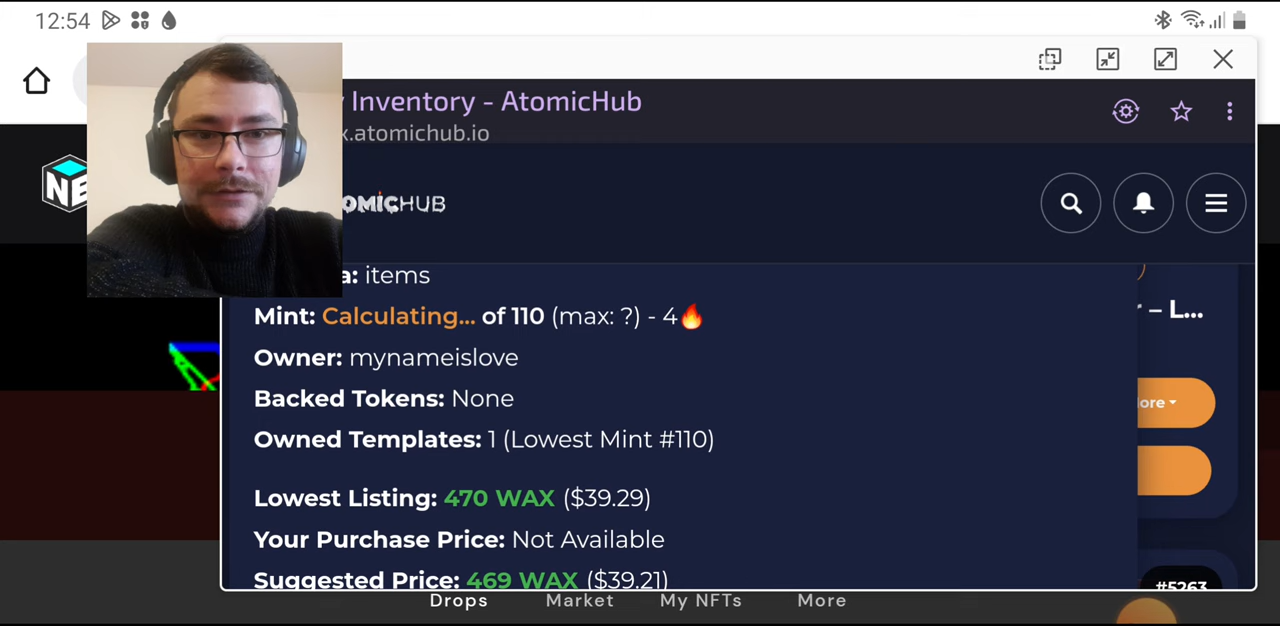 12:54
Inventory - AtomicHub
x.atomichub.io
NE
OMICHUB
a: items
Mint: Calculating... of 110 (max: ?) - 4🔥
– L...
Owner: mynameislove
Backed Tokens: None
ore
Owned Templates: 1 (Lowest Mint #110)
Lowest Listing: 470 WAX ($39.29)
Your Purchase Price: Not Available
Suggested Price: 469 WAX ($39.21)
#5263
Drops Market My NFTs More